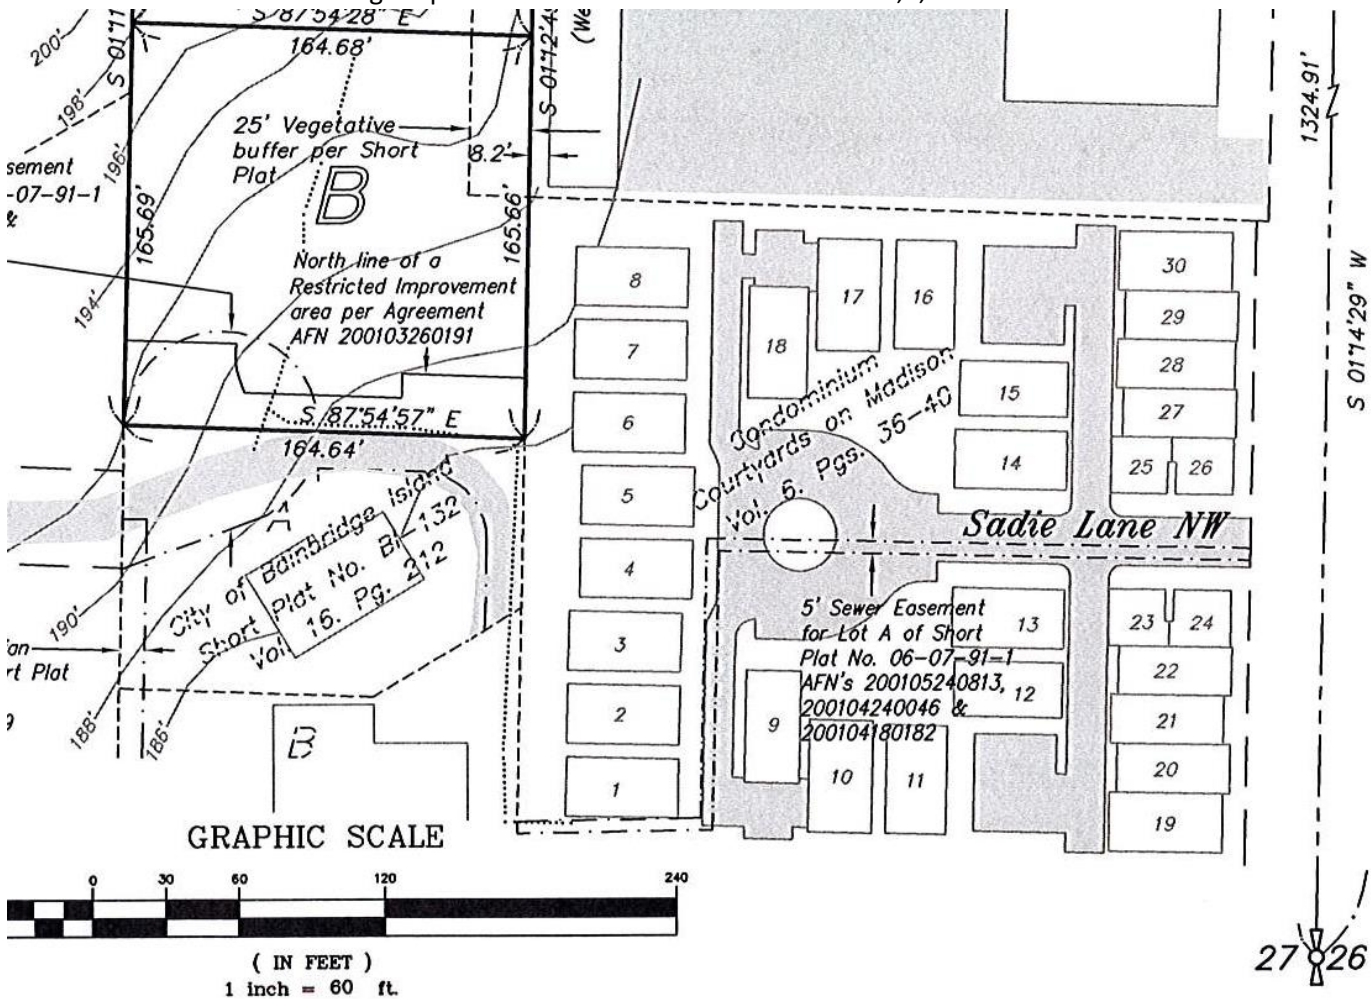 S 87°54'28" E
164.68'
200'
S 01°11
S 01°12'49
(We
1324.91'
198'
25' Vegetative
buffer per Short
Plat
8.2'
196'
sement
-07-91-1
&
B
165.69'
165.66'
S 01°14'29" W
North line of a
Restricted Improvement
area per Agreement
AFN 200103260191
194'
S 87°54'57" E
164.64'
8
7
6
5
4
3
2
1
17
16
18
15
14
30
29
28
27
25
26
Condominium
Courtyards on Madison
Vol. 6. Pgs. 36-40
Sadie Lane NW
A
City of Bainbridge Island
Short Plat No. BI-132
Vol. 16. Pg. 212
190'
an
rt Plat
9
188'
186'
B
5' Sewer Easement
for Lot A of Short
Plat No. 06-07-91-1
AFN's 200105240813,
200104240046 &
200104180182
13
12
9
10
11
23
24
22
21
20
19
GRAPHIC SCALE
0 30 60 120 240
( IN FEET )
1 inch = 60 ft.
27 26